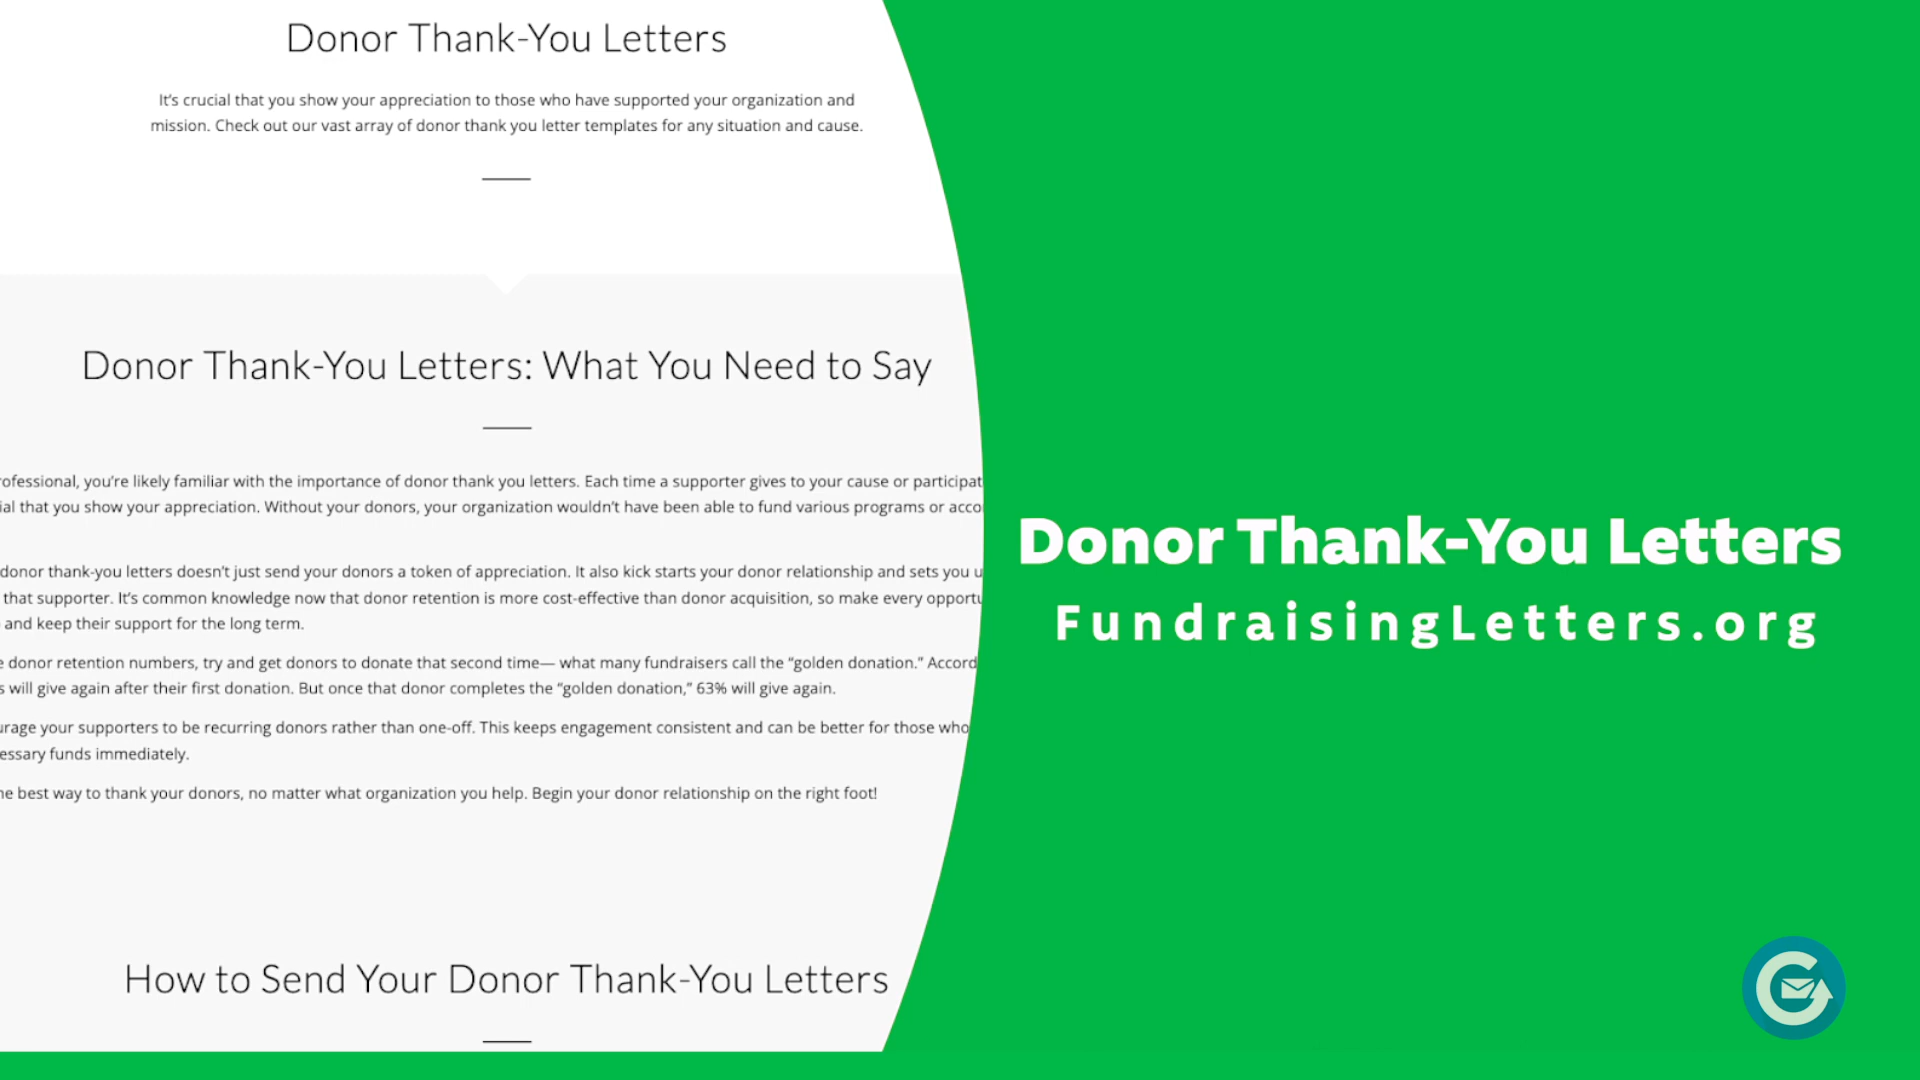 Donor Thank-You Letters
It's crucial that you show your appreciation to those who have supported your organization and
mission. Check out our vast array of donor thank you letter templates for any situation and cause.
Donor Thank-You Letters: What You Need to Say
you're likely familiar with the importance of donor thank you letters. Each time a supporter gives to your cause or
that you show your appreciation. Without your donors, your organization wouldn't have been able to fund various programs or
donor thank-you letters doesn't just send your donors a token of appreciation. It also kick starts your donor relationship and sets you
that supporter. It's common knowledge now that donor retention is more cost-effective than donor acquisition, so make every
and keep their support for the long term.
donor retention numbers, try and get donors to donate that second time— what many fundraisers call the “golden donation.”
will give again after their first donation. But once that donor completes the “golden donation,” 63% will give again.
your supporters to be recurring donors rather than one-off. This keeps engagement consistent and can be better for those who
funds immediately.
best way to thank your donors, no matter what organization you help. Begin your donor relationship on the right foot!
How to Send Your Donor Thank-You Letters
Donor Thank-You Letters
FundraisingLetters.org